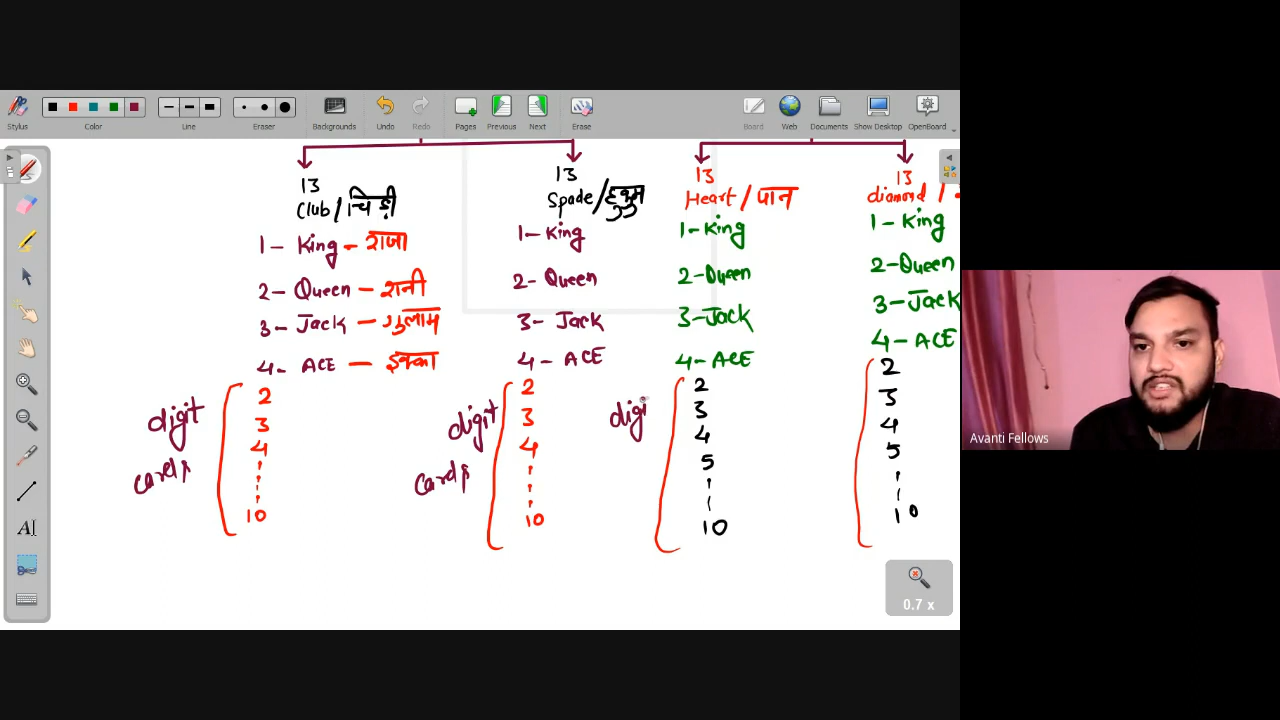 Stylus
Color
Line
Eraser
Backgrounds
Undo
Redo
Pages
Previous
Next
Erase
Board
Web
Documents
Show Desktop
OpenBoard
13
Club / चिड़ी
1 - King - राजा
2 - Queen - रानी
3 - Jack - गुलाम
4 - ACE - इक्का
digit
cards
2
3
4
10
13
Spade / हुकुम
1 - King
2 - Queen
3 - Jack
4 - ACE
digit
cards
2
3
4
10
13
Heart / पान
1 - King
2 - Queen
3 - Jack
4 - ACE
digi
2
3
4
5
10
13
diamond /
1 - King
2 - Queen
3 - Jack
4 - ACE
2
3
4
5
10
0.7 x
Avanti Fellows